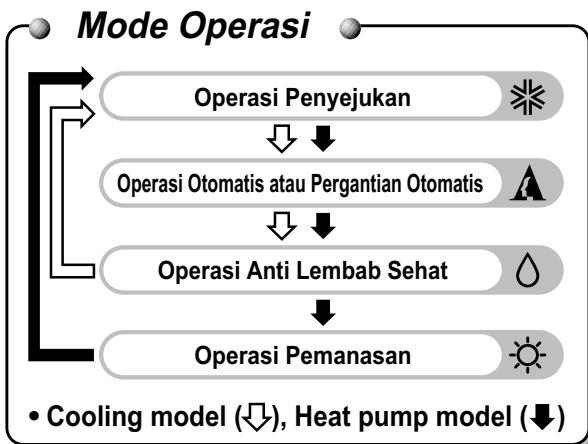 Mode Operasi
Operasi Penyejukan
Operasi Otomatis atau Pergantian Otomatis
Operasi Anti Lembab Sehat
Operasi Pemanasan
• Cooling model (⇩), Heat pump model (⬇)